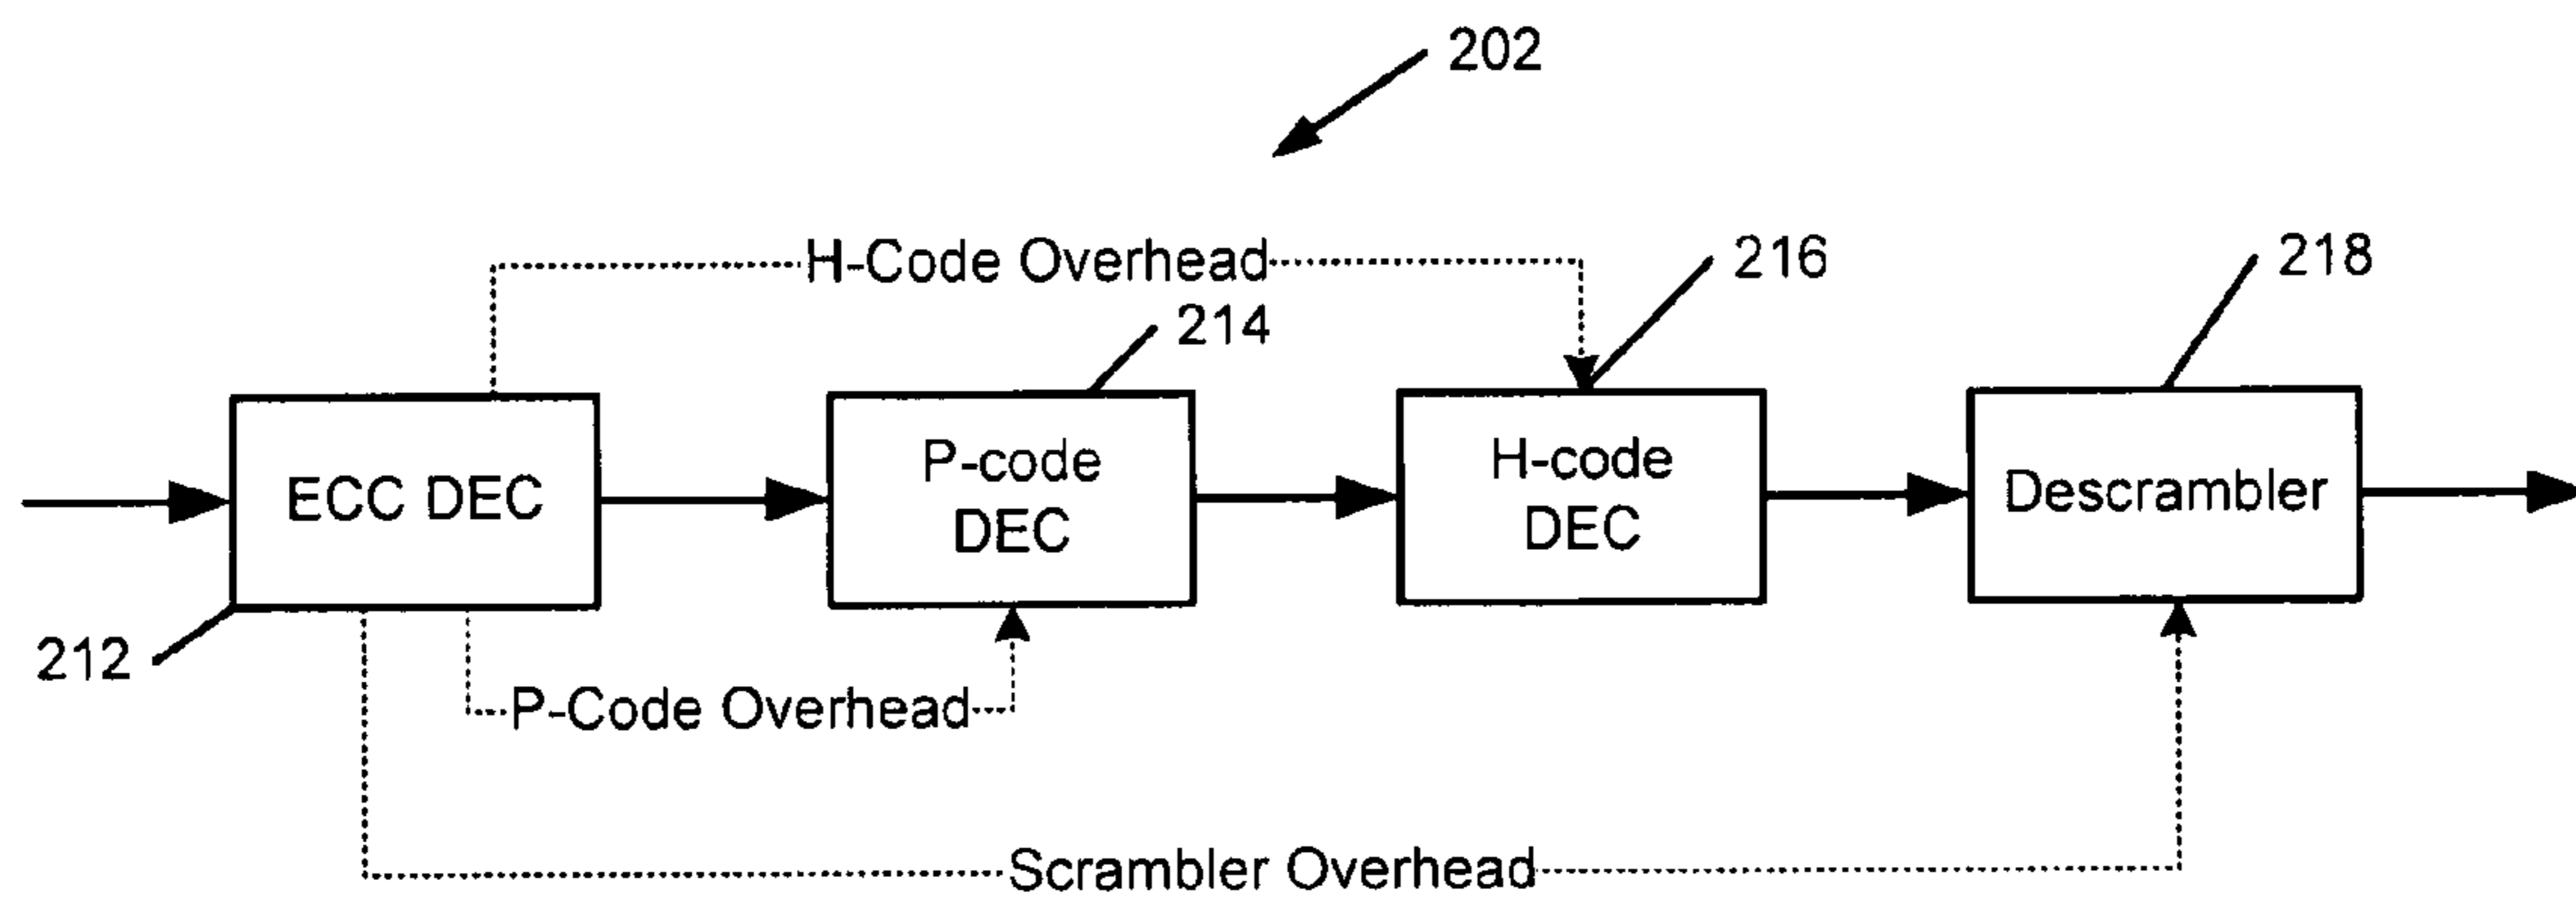 202
H-Code Overhead
216
218
214
ECC DEC
P-code
DEC
H-code
DEC
Descrambler
212
P-Code Overhead
Scrambler Overhead